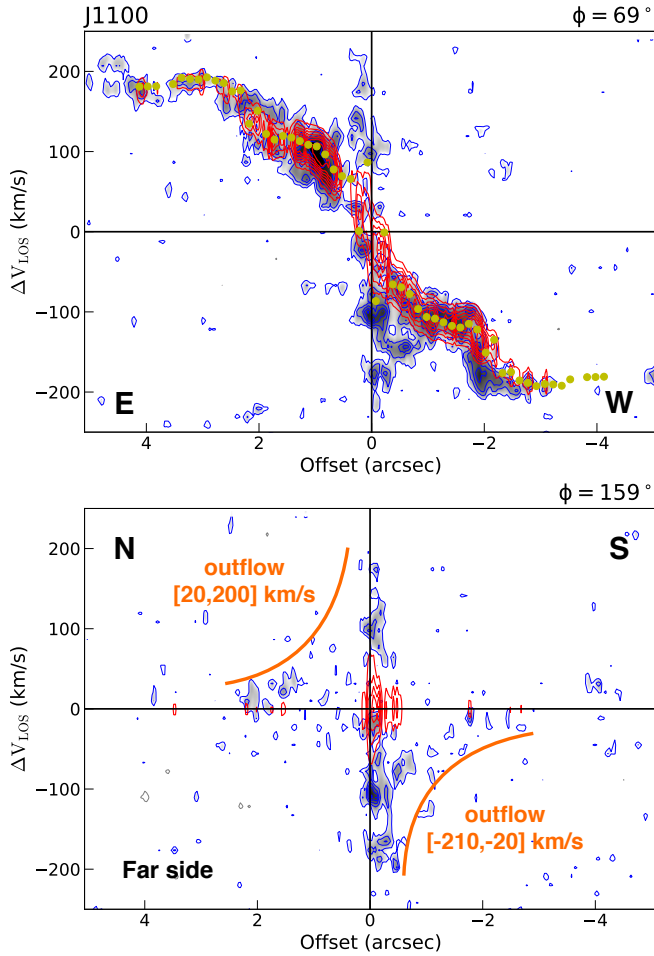 J1100
ϕ = 69°
ΔV_LOS (km/s)
200
100
0
−100
−200
E
W
4
2
0
−2
−4
Offset (arcsec)
ϕ = 159°
ΔV_LOS (km/s)
200
100
0
−100
−200
N
S
outflow
[20,200] km/s
outflow
[-210,-20] km/s
Far side
4
2
0
−2
−4
Offset (arcsec)